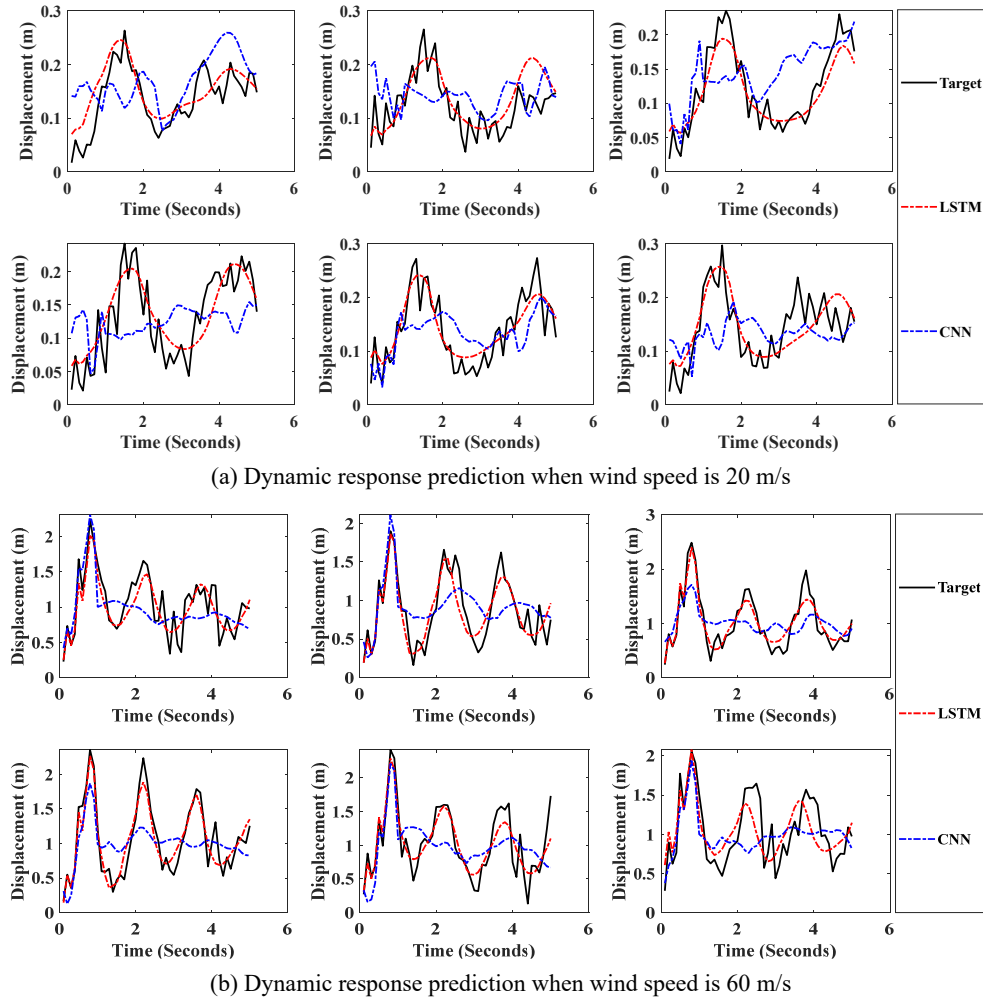 0.3
0.2
0.1
0
Displacement (m)
0 2 4 6
Time (Seconds)
0.3
0.2
0.1
0
Displacement (m)
0 2 4 6
Time (Seconds)
0.2
0.15
0.1
0.05
0
Displacement (m)
0 2 4 6
Time (Seconds)
Target
LSTM
CNN
0.2
0.15
0.1
0.05
0
Displacement (m)
0 2 4 6
Time (Seconds)
0.3
0.2
0.1
0
Displacement (m)
0 2 4 6
Time (Seconds)
0.3
0.2
0.1
0
Displacement (m)
0 2 4 6
Time (Seconds)
(a) Dynamic response prediction when wind speed is 20 m/s
2
1.5
1
0.5
0
Displacement (m)
0 2 4 6
Time (Seconds)
2
1.5
1
0.5
0
Displacement (m)
0 2 4 6
Time (Seconds)
3
2
1
0
Displacement (m)
0 2 4 6
Time (Seconds)
Target
LSTM
CNN
2
1.5
1
0.5
0
Displacement (m)
0 2 4 6
Time (Seconds)
2
1.5
1
0.5
0
Displacement (m)
0 2 4 6
Time (Seconds)
2
1.5
1
0.5
0
Displacement (m)
0 2 4 6
Time (Seconds)
(b) Dynamic response prediction when wind speed is 60 m/s